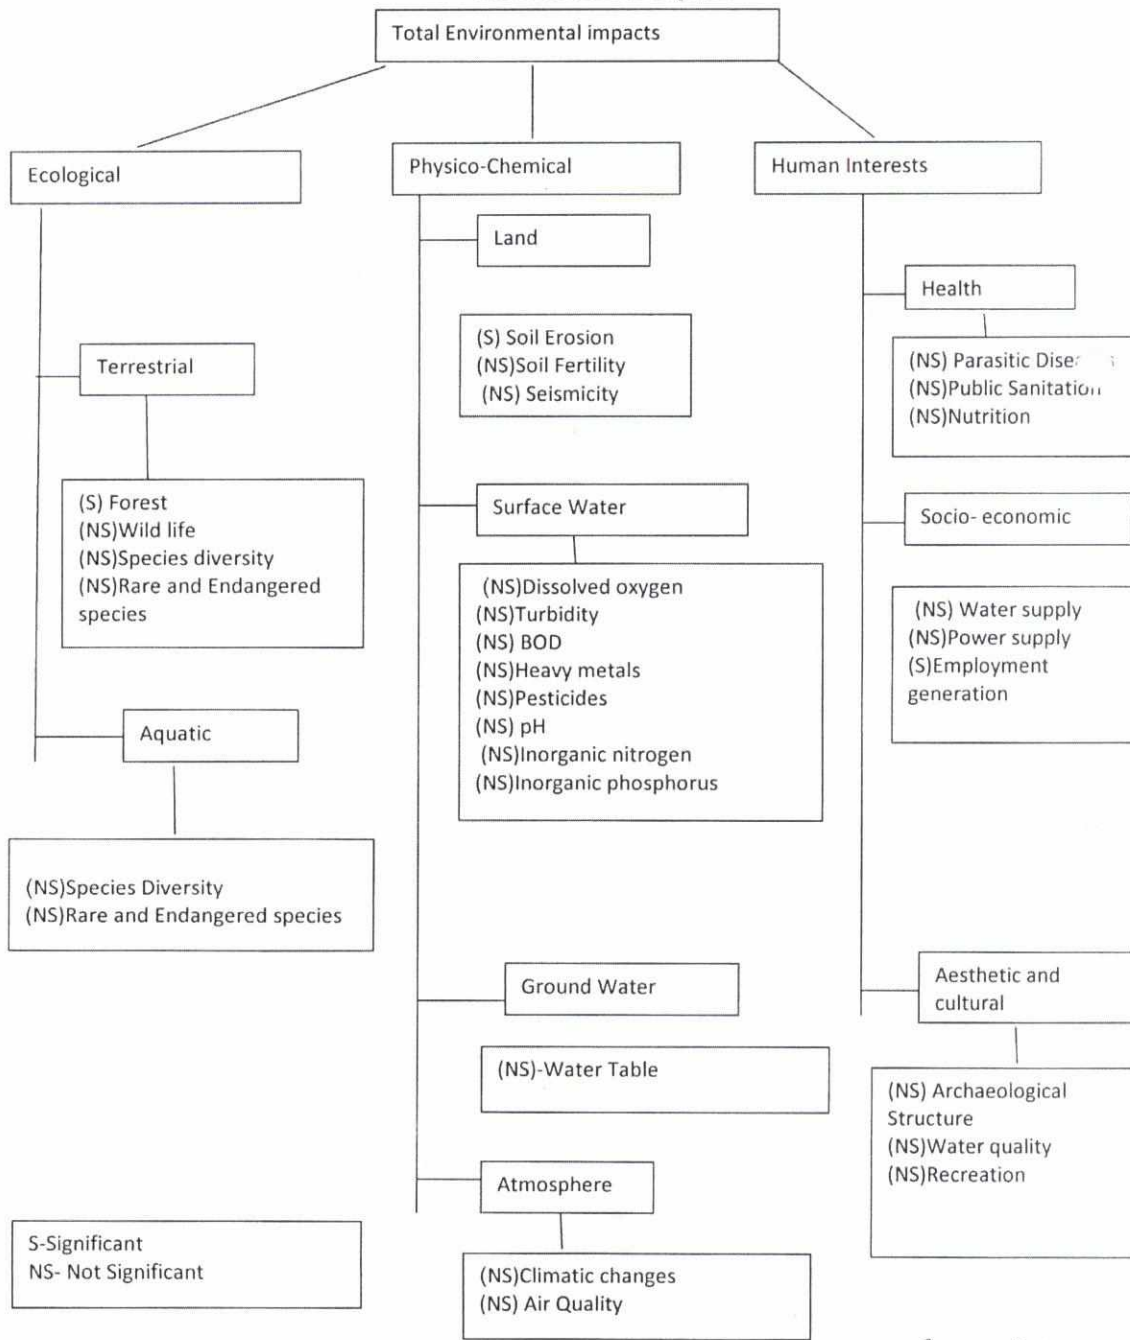 Total Environmental impacts
Ecological
Terrestrial
(S) Forest
(NS)Wild life
(NS)Species diversity
(NS)Rare and Endangered
species
Aquatic
(NS)Species Diversity
(NS)Rare and Endangered species
Physico-Chemical
Land
(S) Soil Erosion
(NS)Soil Fertility
(NS) Seismicity
Surface Water
(NS)Dissolved oxygen
(NS)Turbidity
(NS) BOD
(NS)Heavy metals
(NS)Pesticides
(NS) pH
(NS)Inorganic nitrogen
(NS)Inorganic phosphorus
Ground Water
(NS)-Water Table
Atmosphere
(NS)Climatic changes
(NS) Air Quality
Human Interests
Health
(NS) Parasitic
(NS)Public Sanitation
(NS)Nutrition
Socio- economic
(NS) Water supply
(NS)Power supply
(S)Employment
generation
Aesthetic and
cultural
(NS) Archaeological
Structure
(NS)Water quality
(NS)Recreation
S-Significant
NS- Not Significant